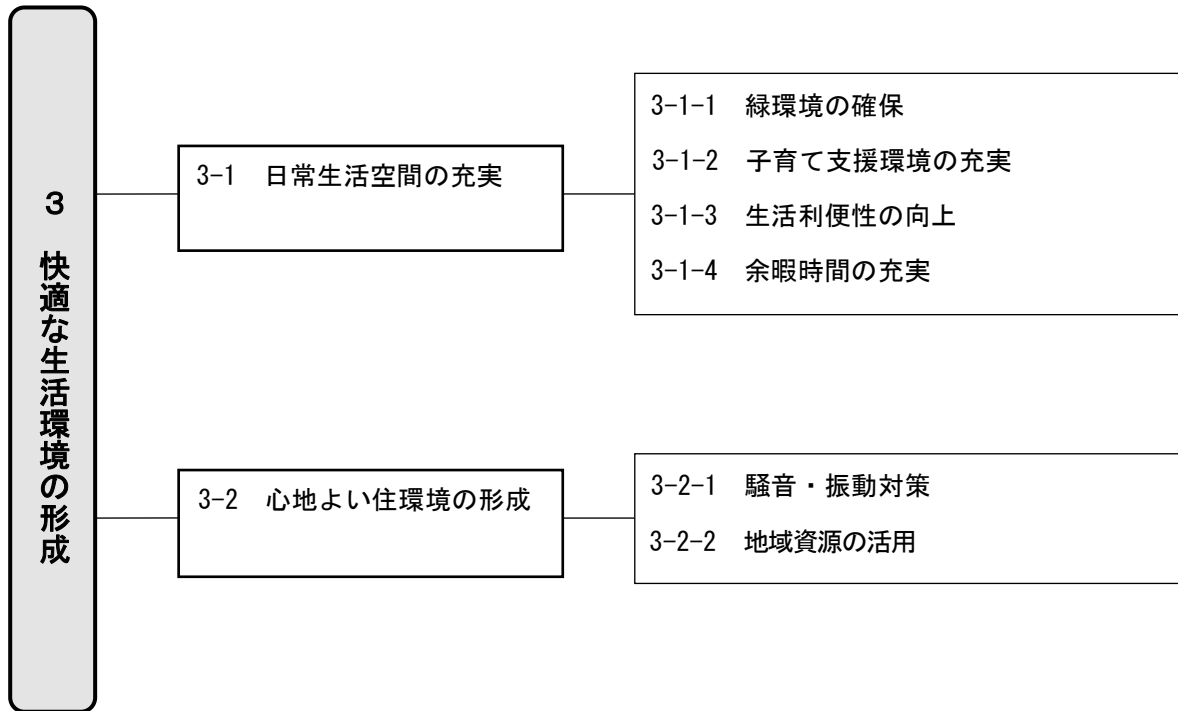 3 快適な生活環境の形成
3-1 日常生活空間の充実
3-1-1 緑環境の確保
3-1-2 子育て支援環境の充実
3-1-3 生活利便性の向上
3-1-4 余暇時間の充実
3-2 心地よい住環境の形成
3-2-1 騒音・振動対策
3-2-2 地域資源の活用